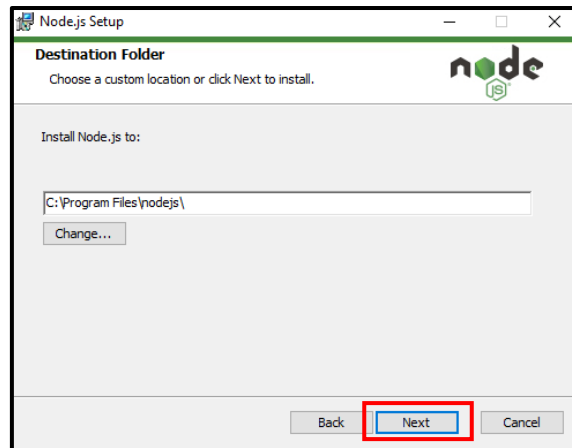 Node.js Setup
Destination Folder
Choose a custom location or click Next to install.
node
JS
Install Node.js to:
C:\Program Files\nodejs\
Change...
Back
Next
Cancel